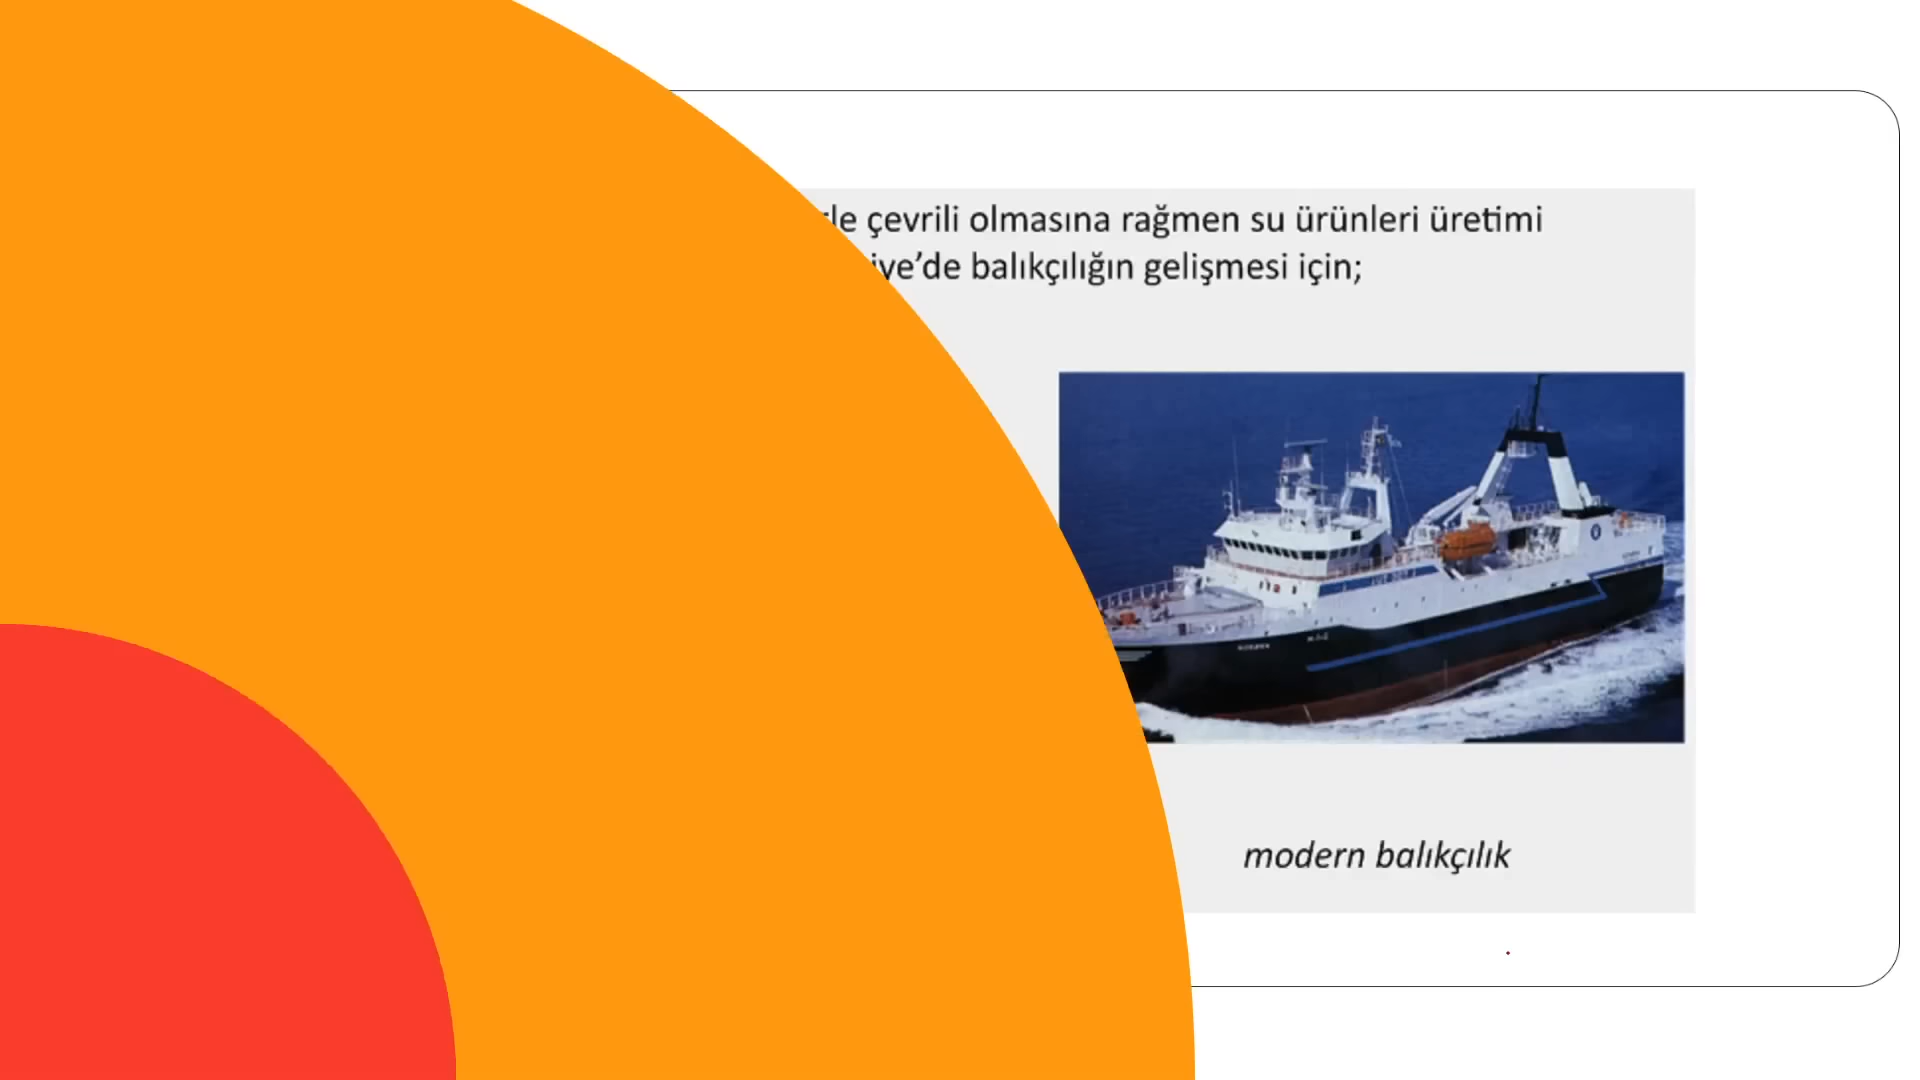 çevrili olmasına rağmen su ürünleri üretimi
balıkçılığın gelişmesi için;
modern balıkçılık